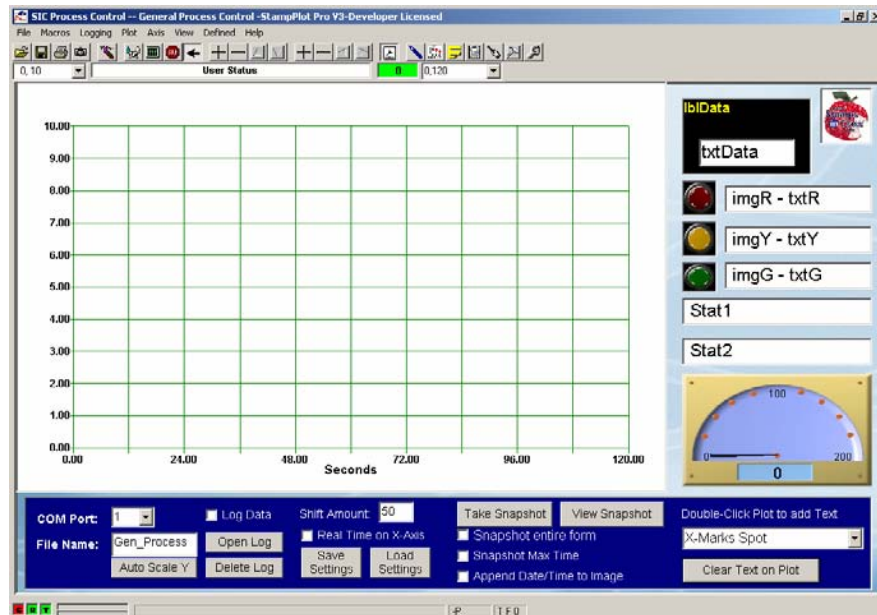 SIC Process Control -- General Process Control -StampPlot Pro V3-Developer Licensed
File Macros Logging Plot Axis View Defined Help
0, 10 User Status 0 0,120
10.00
9.00
8.00
7.00
6.00
5.00
4.00
3.00
2.00
1.00
0.00
0.00 24.00 48.00 72.00 96.00 120.00
Seconds
lblData
txtData
imgR - txtR
imgY - txtY
imgG - txtG
Stat1
Stat2
100
0 200
0
COM Port: 1
File Name: Gen_Process
Auto Scale Y
Log Data
Open Log
Delete Log
Shift Amount: 50
Real Time on X-Axis
Save Settings
Load Settings
Take Snapshot
View Snapshot
Snapshot entire form
Snapshot Max Time
Append Date/Time to Image
Double-Click Plot to add Text
X-Marks Spot
Clear Text on Plot